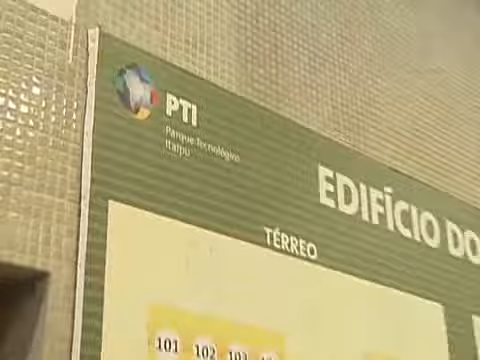 PTI
Parque Tecnológico
Itaipu
EDIFÍCIO DO
TÉRREO
101 102 103